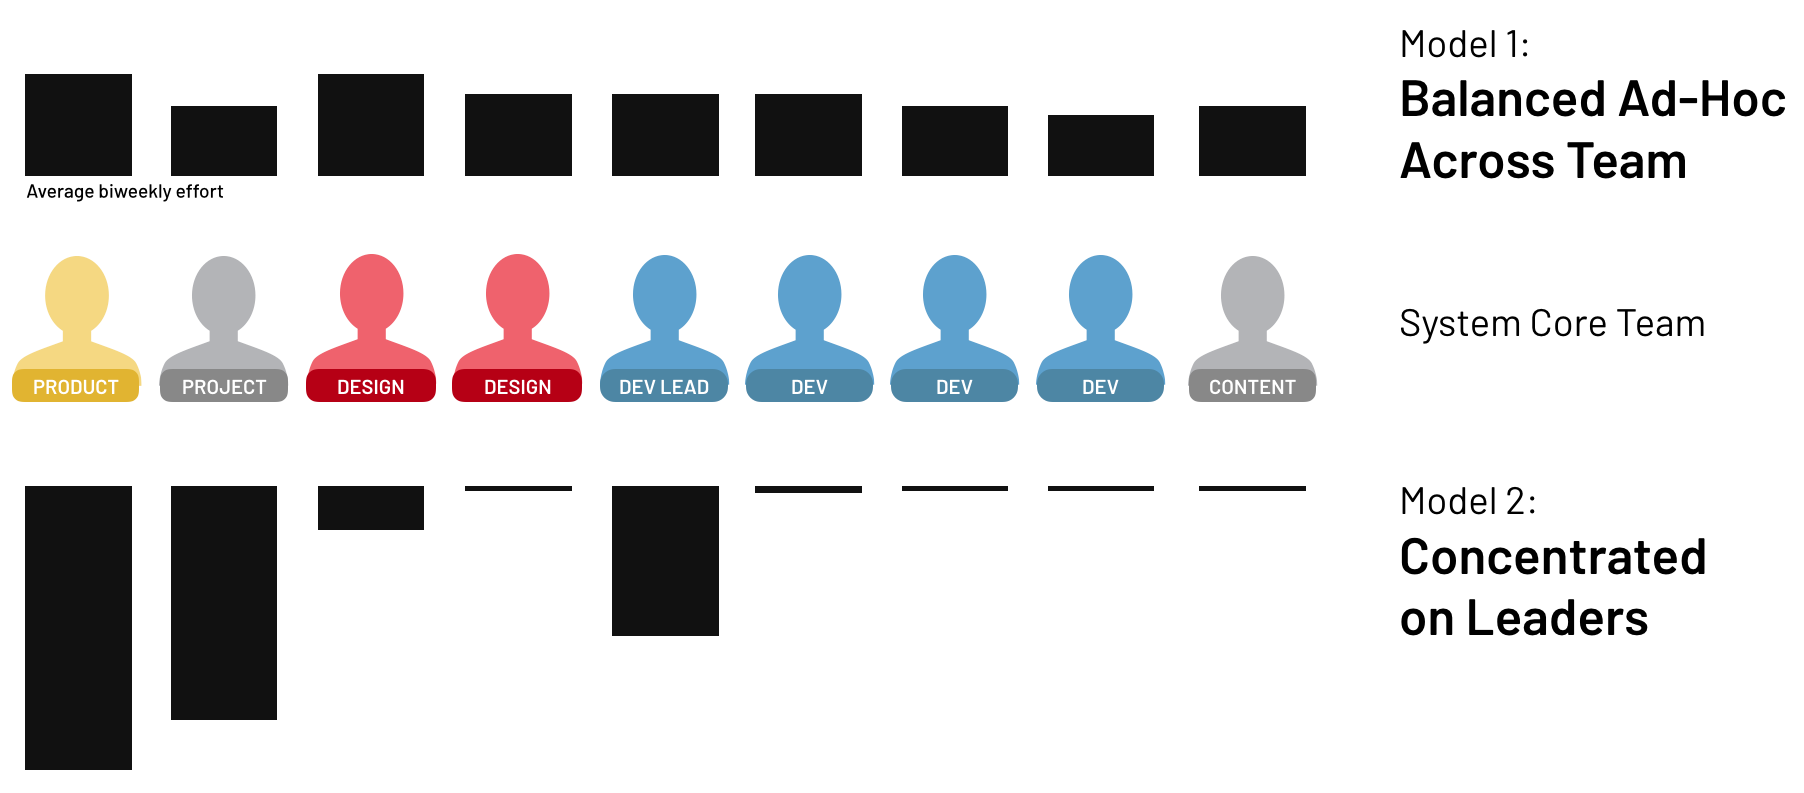 Model 1:
Balanced Ad-Hoc
Across Team
Average biweekly effort
PRODUCT
PROJECT
DESIGN
DESIGN
DEV LEAD
DEV
DEV
DEV
CONTENT
System Core Team
Model 2:
Concentrated
on Leaders